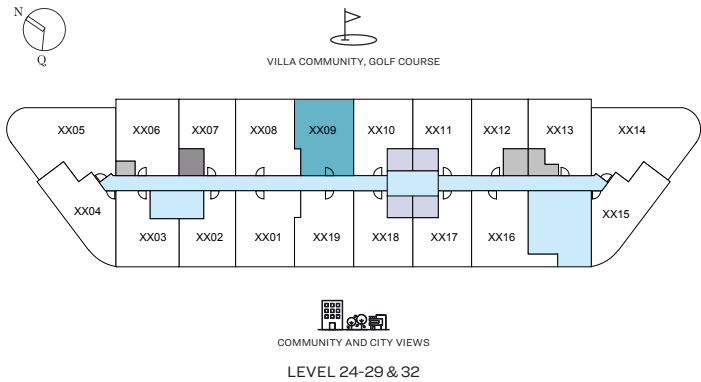 N
Q
VILLA COMMUNITY, GOLF COURSE
XX05 XX06 XX07 XX08 XX09 XX10 XX11 XX12 XX13 XX14
XX04 XX03 XX02 XX01 XX19 XX18 XX17 XX16 XX15
COMMUNITY AND CITY VIEWS
LEVEL 24-29 & 32